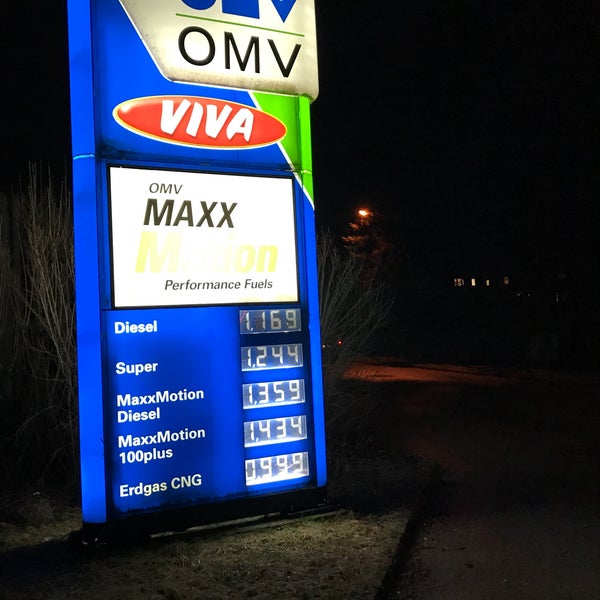 OMV
VIVA
OMV
MAXX
Motion
Performance Fuels
Diesel 1,169
Super 1,244
MaxxMotion Diesel 1,359
MaxxMotion 100plus 1,434
Erdgas CNG